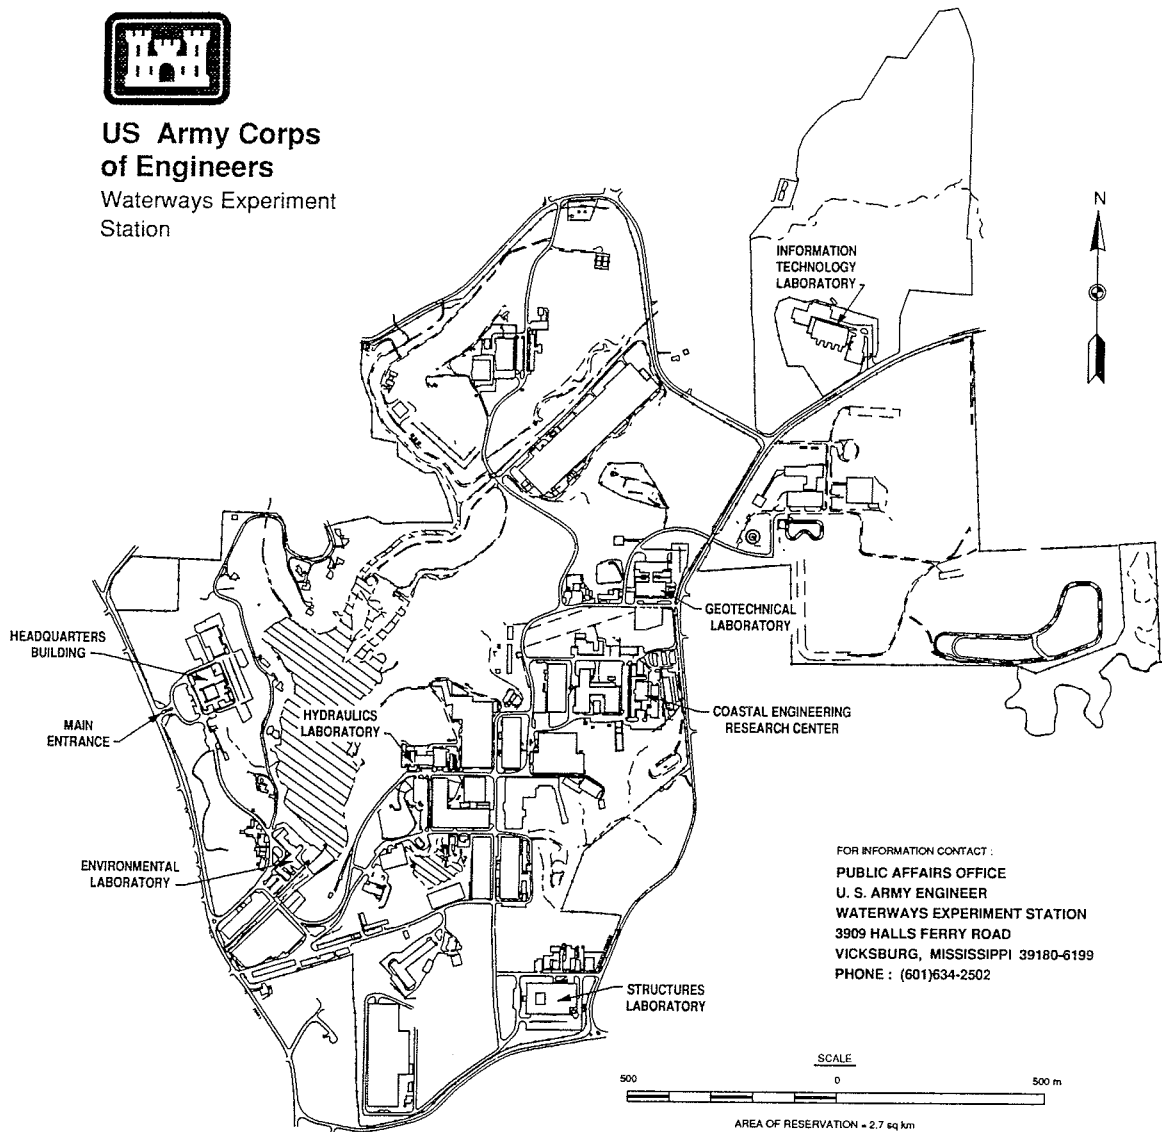 US Army Corps
of Engineers
Waterways Experiment
Station
N
INFORMATION
TECHNOLOGY
LABORATORY
GEOTECHNICAL
LABORATORY
HEADQUARTERS
BUILDING
MAIN
ENTRANCE
HYDRAULICS
LABORATORY
COASTAL ENGINEERING
RESEARCH CENTER
ENVIRONMENTAL
LABORATORY
STRUCTURES
LABORATORY
FOR INFORMATION CONTACT :
PUBLIC AFFAIRS OFFICE
U. S. ARMY ENGINEER
WATERWAYS EXPERIMENT STATION
3909 HALLS FERRY ROAD
VICKSBURG, MISSISSIPPI 39180-6199
PHONE : (601)634-2502
SCALE
500 0 500 m
AREA OF RESERVATION = 2.7 sq km